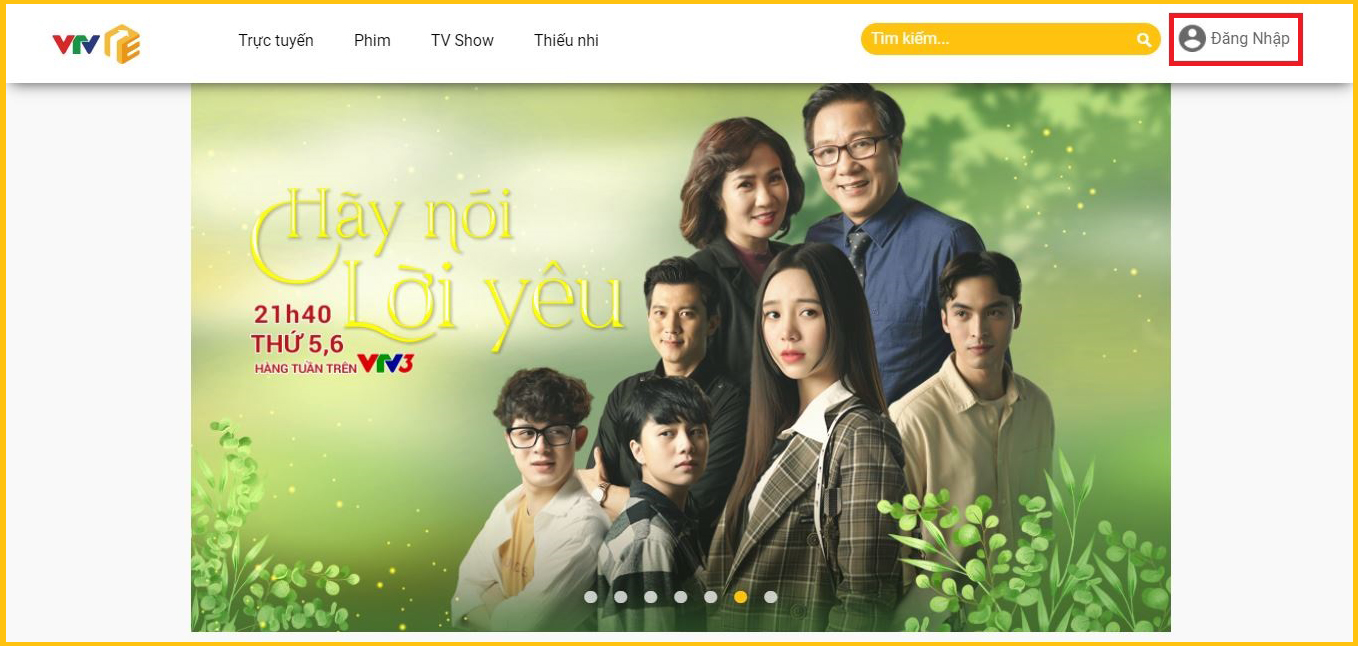 VTV
Trực tuyến
Phim
TV Show
Thiếu nhi
Tìm kiếm...
Đăng Nhập
Hãy nói
Lời yêu
21h40
THỨ 5,6
HÀNG TUẦN TRÊN VTV3